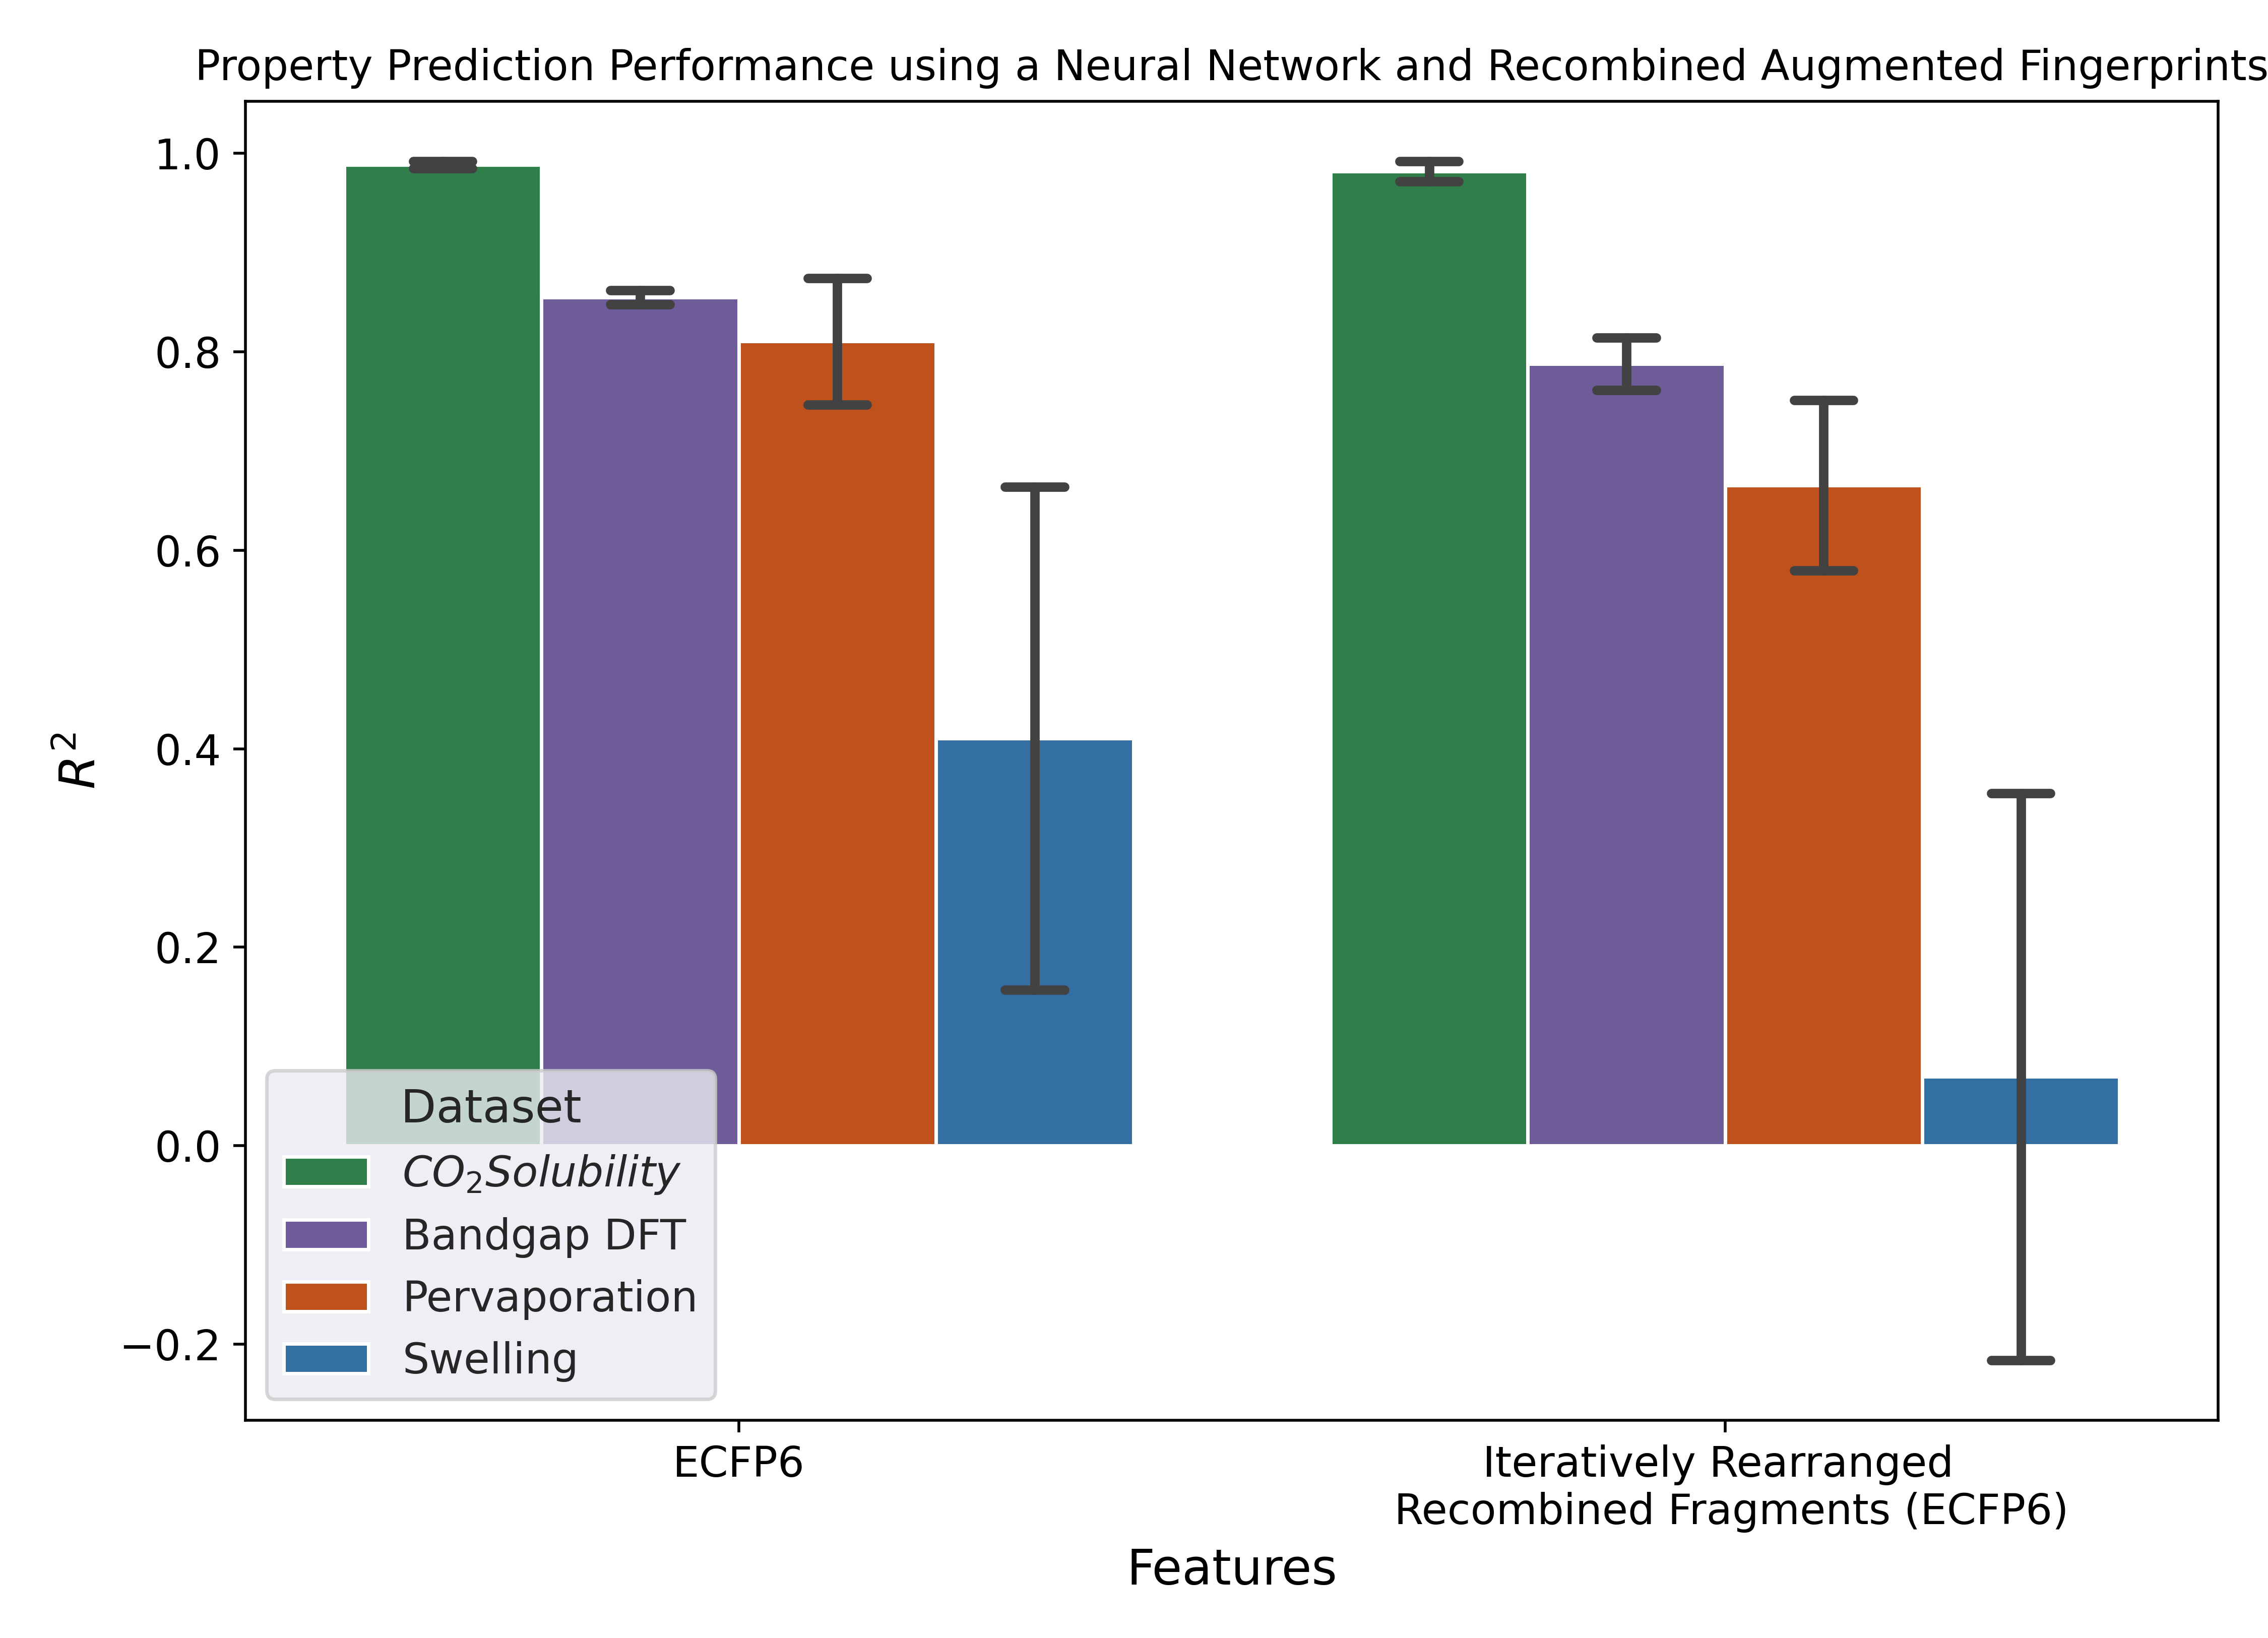 Property Prediction Performance using a Neural Network and Recombined Augmented Fingerprints
1.0
0.8
0.6
0.4
0.2
0.0
−0.2
R²
Dataset
CO₂Solubility
Bandgap DFT
Pervaporation
Swelling
ECFP6
Iteratively Rearranged
Recombined Fragments (ECFP6)
Features